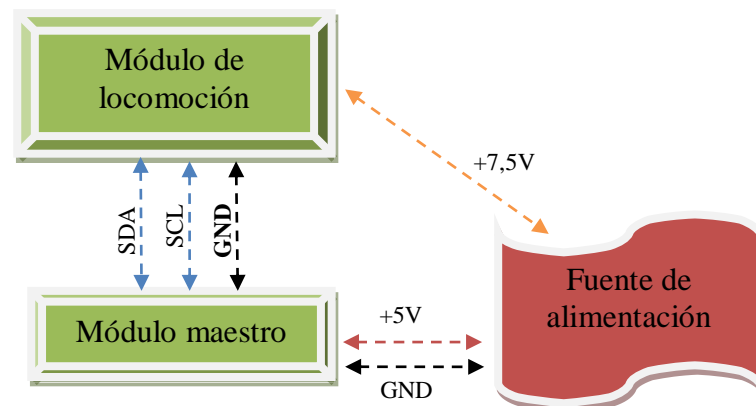 Módulo de
locomoción
+7,5V
SDA
SCL
GND
Fuente de
alimentación
Módulo maestro
+5V
GND